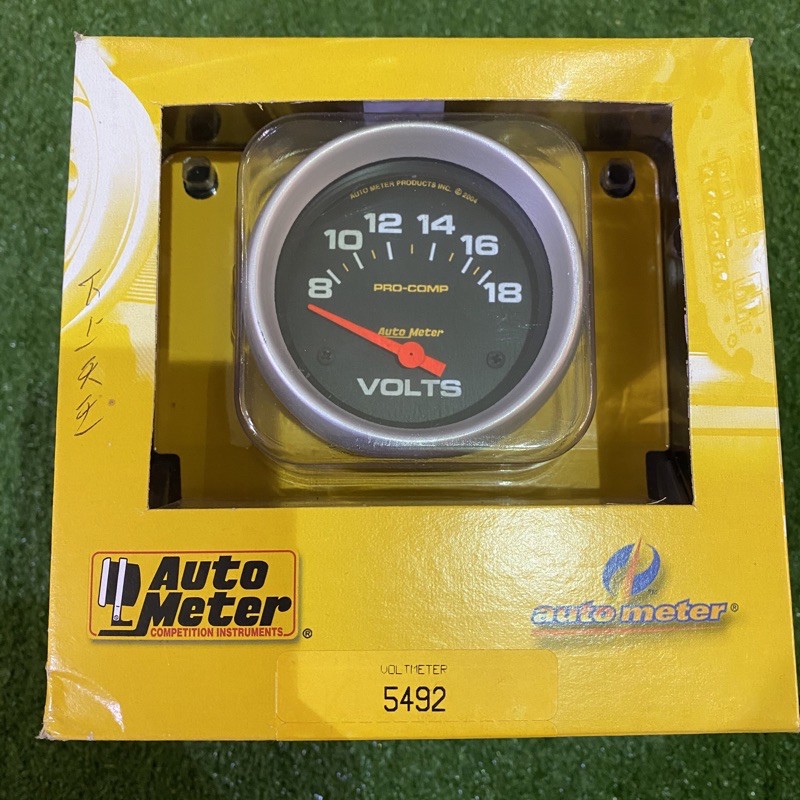 AUTO METER PRODUCTS INC. © 2004
8 10 12 14 16 18
PRO-COMP
Auto Meter
VOLTS
Auto
Meter
COMPETITION INSTRUMENTS
®
auto meter®
VOLTMETER
5492